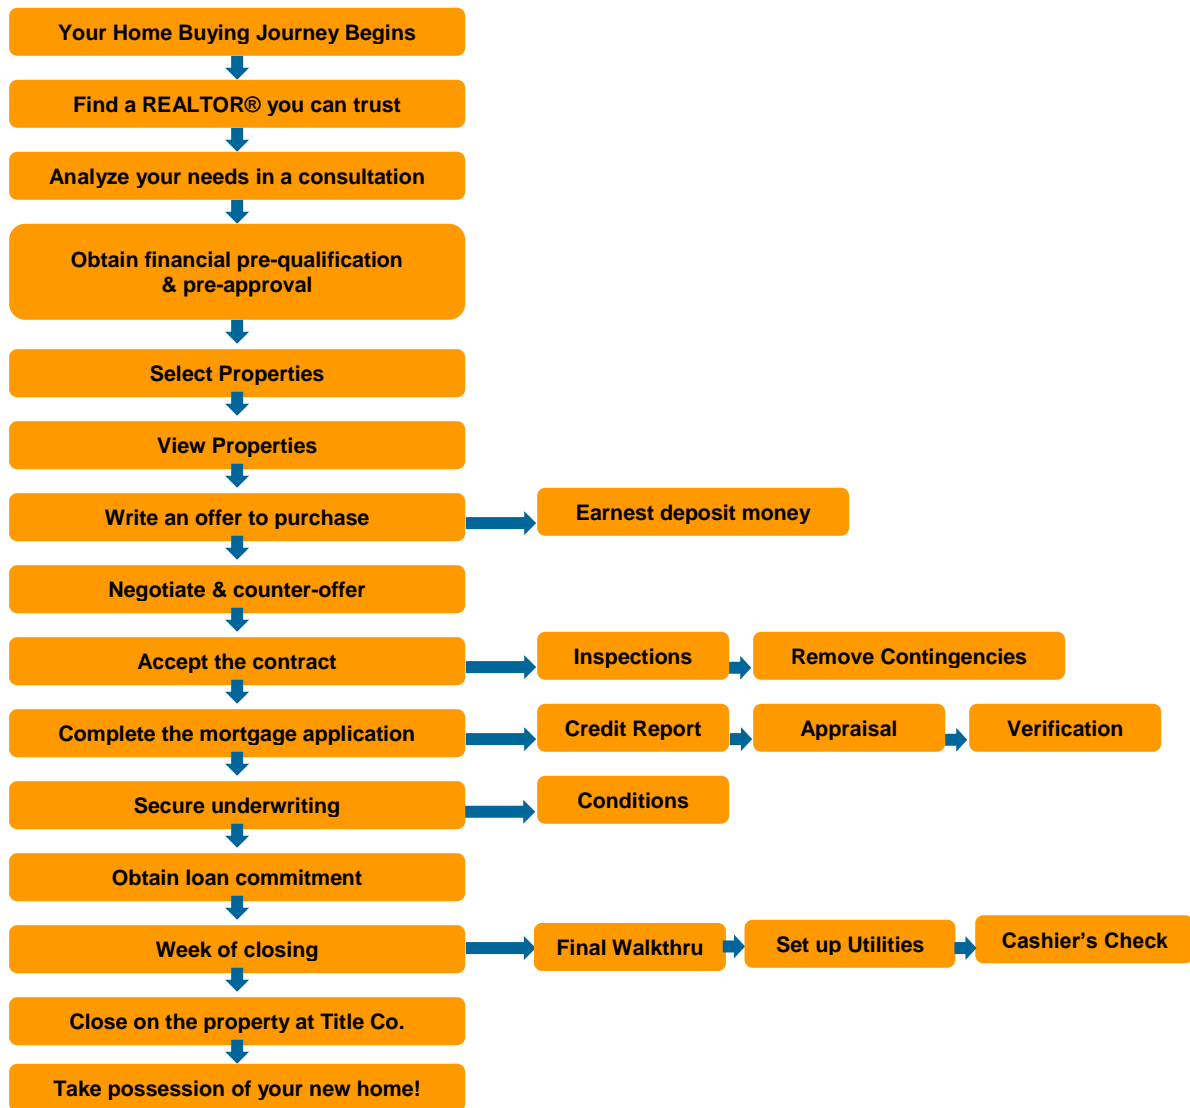 Your Home Buying Journey Begins
Find a REALTOR® you can trust
Analyze your needs in a consultation
Obtain financial pre-qualification
& pre-approval
Select Properties
View Properties
Write an offer to purchase
Earnest deposit money
Negotiate & counter-offer
Accept the contract
Inspections
Remove Contingencies
Complete the mortgage application
Credit Report
Appraisal
Verification
Secure underwriting
Conditions
Obtain loan commitment
Week of closing
Final Walkthru
Set up Utilities
Cashier’s Check
Close on the property at Title Co.
Take possession of your new home!